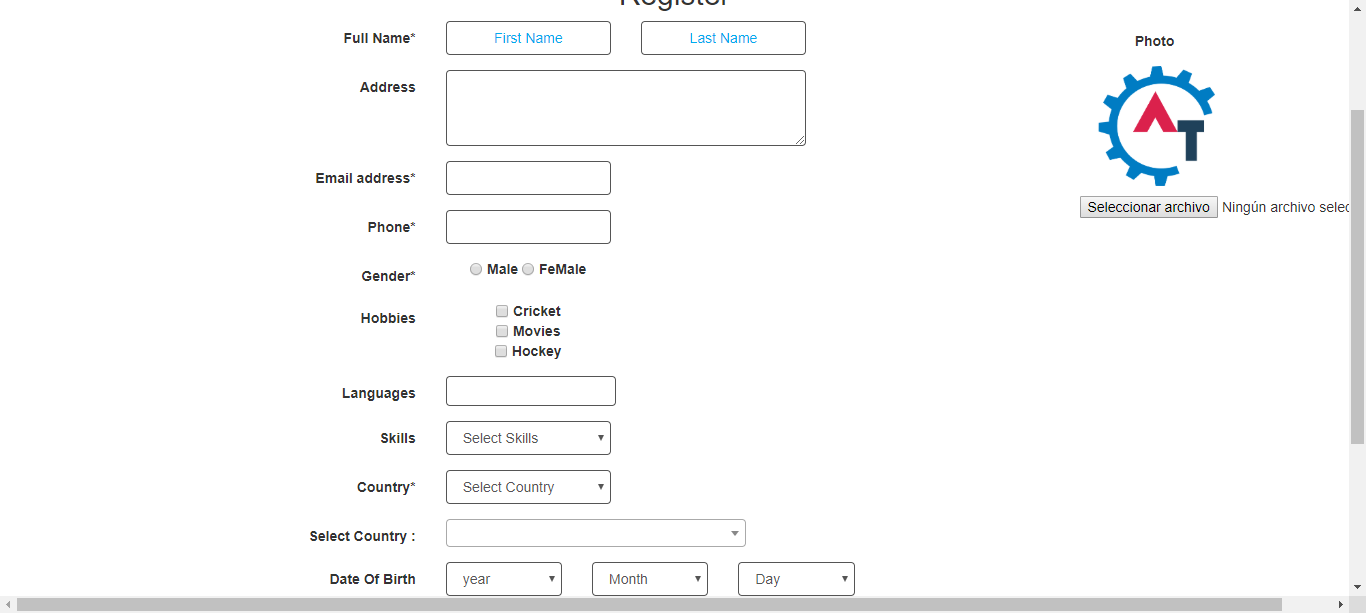 Register
Full Name*
First Name
Last Name
Photo
Address
AT
Email address*
Phone*
Seleccionar archivo Ningún archivo selec
Gender*
Male FeMale
Hobbies
Cricket
Movies
Hockey
Languages
Skills
Select Skills
Country*
Select Country
Select Country :
Date Of Birth
year
Month
Day